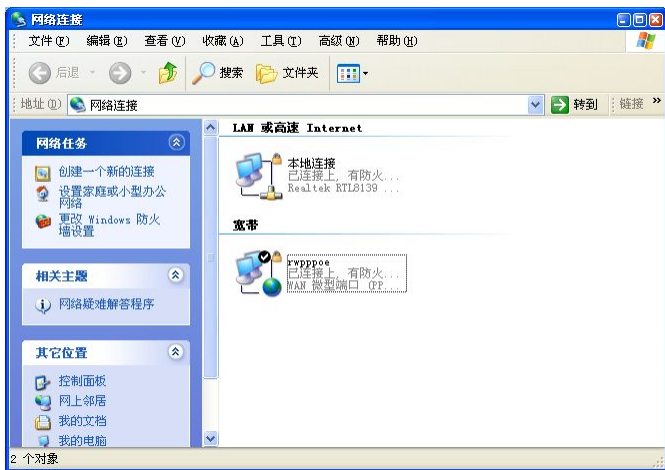 网络连接
文件(F) 编辑(E) 查看(V) 收藏(A) 工具(T) 高级(N) 帮助(H)
后退 搜索 文件夹
地址(D) 网络连接 转到 链接 »
网络任务
创建一个新的连接
设置家庭或小型办公
网络
更改 Windows 防火
墙设置
相关主题
网络疑难解答程序
其它位置
控制面板
网上邻居
我的文档
我的电脑
LAN 或高速 Internet
本地连接
已连接上, 有防火...
Realtek RTL8139 ...
宽带
rwpppoe
已连接上, 有防火...
WAN 微型端口 (PP...
2 个对象